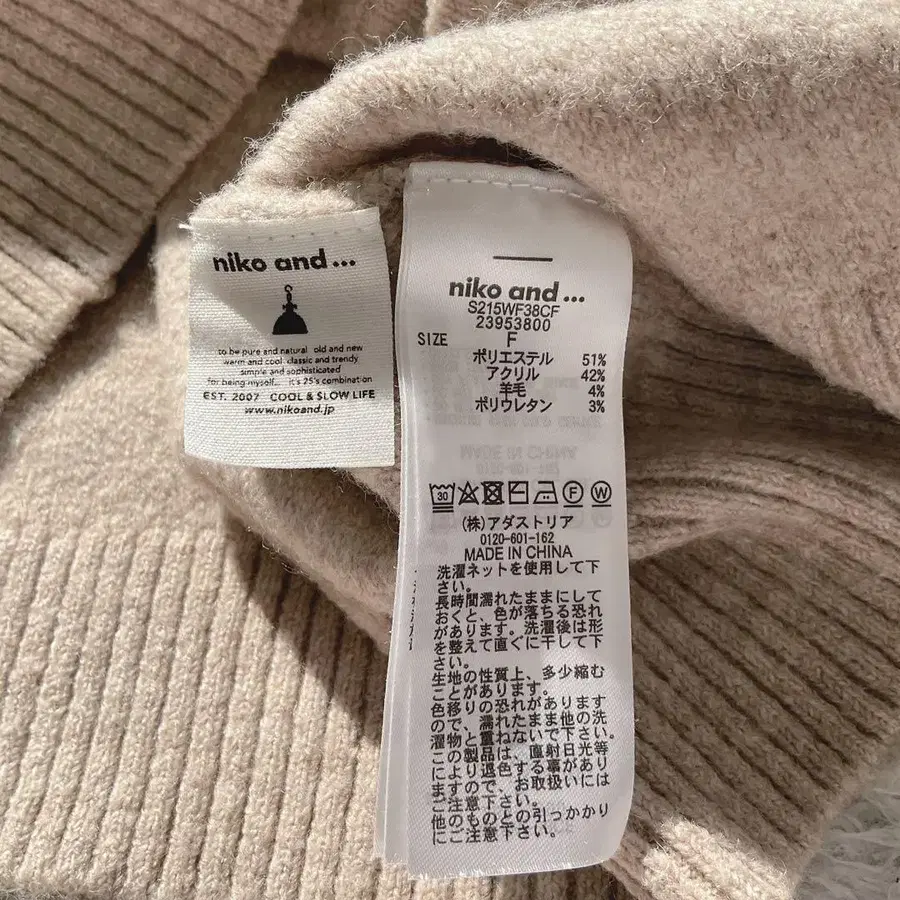 niko and ...
to be pure and natural old and new
warm and cool classic and trendy
simple and sophisticated
for being myself... it's 25's combination
EST. 2007 COOL & SLOW LIFE
www.nikoand.jp
niko and ...
S215WF38CF
23953800
SIZE F
ポリエステル 51%
アクリル 42%
羊毛 4%
ポリウレタン 3%
30
F
W
(株)アダストリア
0120-601-162
MADE IN CHINA
洗濯ネットを使用して下
さい。
長時間濡れたままにして
おくと、色が落ちる恐れ
があります。洗濯後は形
を整えて直ぐに干して下
さい。
生地の性質上、多少縮む
ことがあります。
色移りの恐れがあります
ので、濡れたまま他の洗
濯物と重ねないで下さい。
この製品は、直射日光等
により退色する事があり
ますので、お取扱いには
ご注意下さい。
他のものとの引っかかり
にご注意下さい。